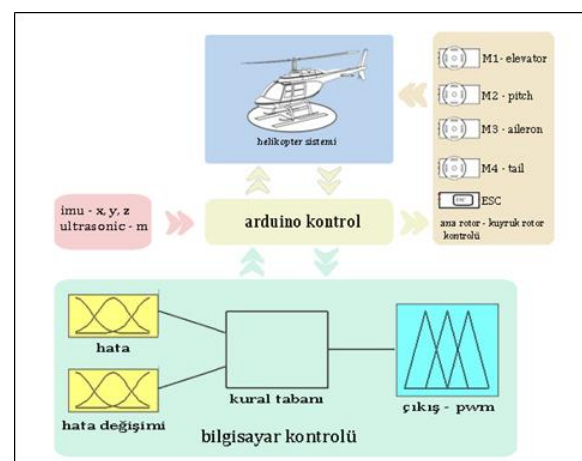 helikopter sistemi
M1- elevator
M2 - pitch
M3 - aileron
M4 - tail
ESC
ana rotor - kuyruk rotor
kontrolü
imu - x, y, z
ultrasonic - m
arduino kontrol
hata
hata değişimi
kural tabanı
çıkış - pwm
bilgisayar kontrolü